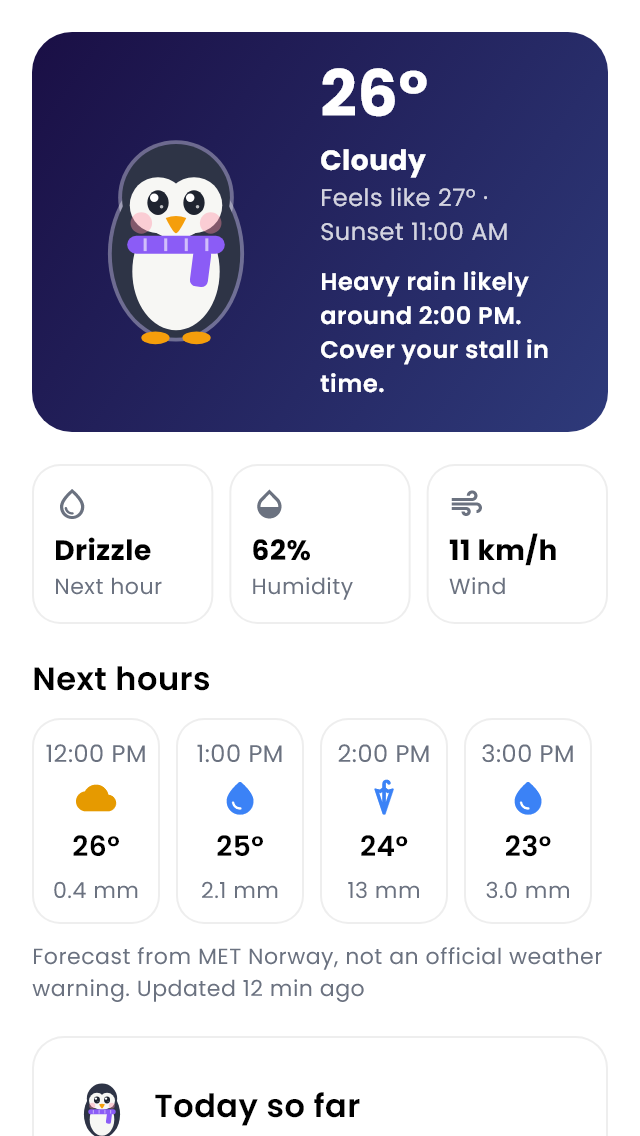 26°
Cloudy
Feels like 27° ·
Sunset 11:00 AM
Heavy rain likely
around 2:00 PM.
Cover your stall in
time.
Drizzle
Next hour
62%
Humidity
11 km/h
Wind
Next hours
12:00 PM
26°
0.4 mm
1:00 PM
25°
2.1 mm
2:00 PM
24°
13 mm
3:00 PM
23°
3.0 mm
Forecast from MET Norway, not an official weather
warning. Updated 12 min ago
Today so far